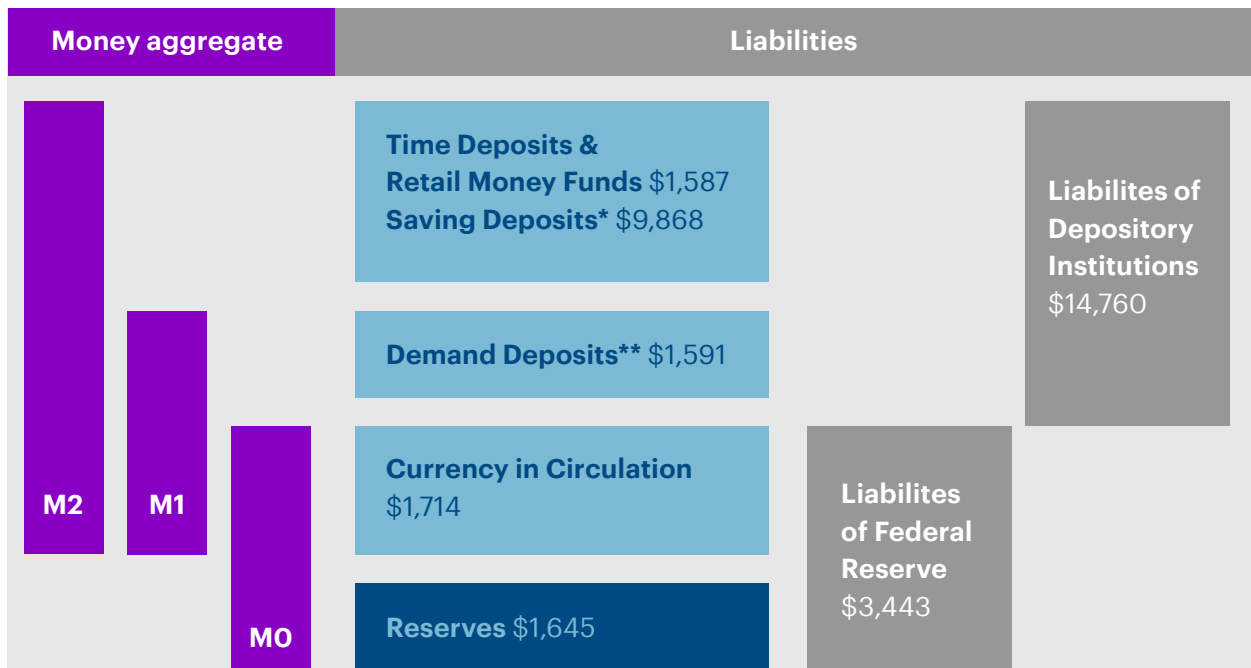 Money aggregate
Liabilities
Time Deposits &
Retail Money Funds $1,587
Saving Deposits* $9,868
Liabilites of
Depository
Institutions
$14,760
Demand Deposits** $1,591
Currency in Circulation
$1,714
M2
M1
Liabilites
of Federal
Reserve
$3,443
Reserves $1,645
M0